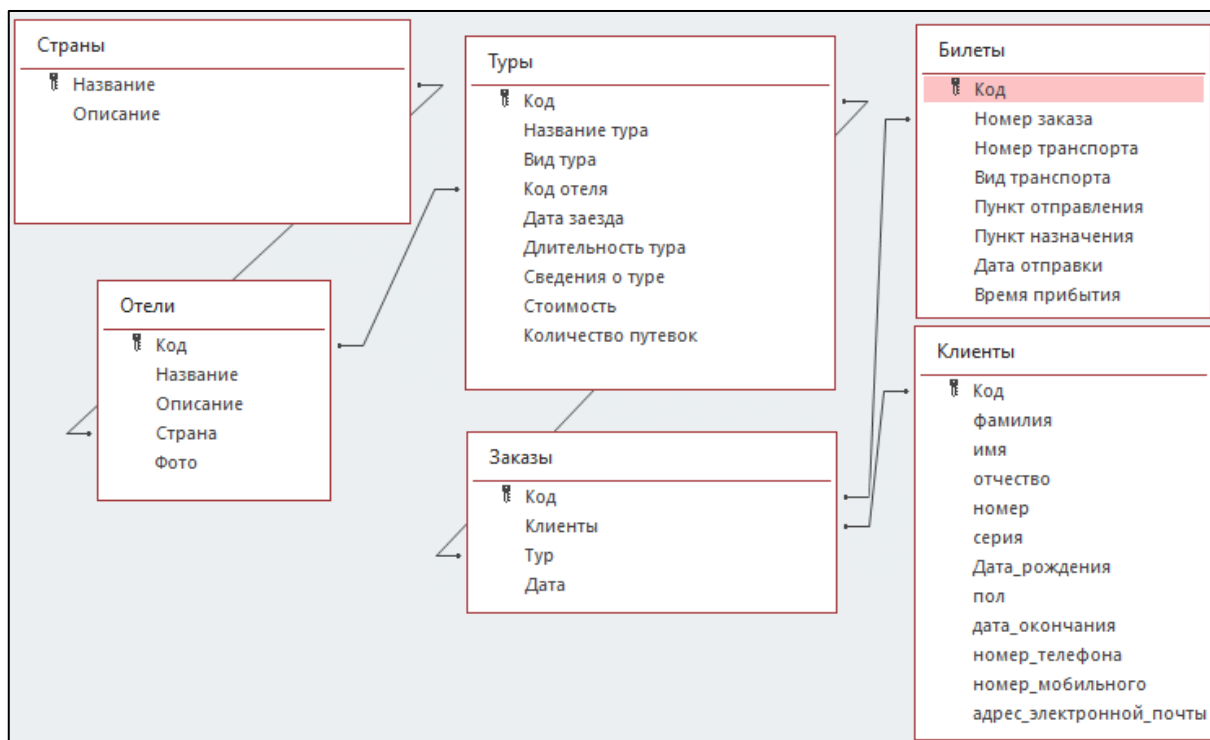 Страны
Название
Описание
Отели
Код
Название
Описание
Страна
Фото
Туры
Код
Название тура
Вид тура
Код отеля
Дата заезда
Длительность тура
Сведения о туре
Стоимость
Количество путевок
Заказы
Код
Клиенты
Тур
Дата
Билеты
Код
Номер заказа
Номер транспорта
Вид транспорта
Пункт отправления
Пункт назначения
Дата отправки
Время прибытия
Клиенты
Код
фамилия
имя
отчество
номер
серия
Дата_рождения
пол
дата_окончания
номер_телефона
номер_мобильного
адрес_электронной_почты